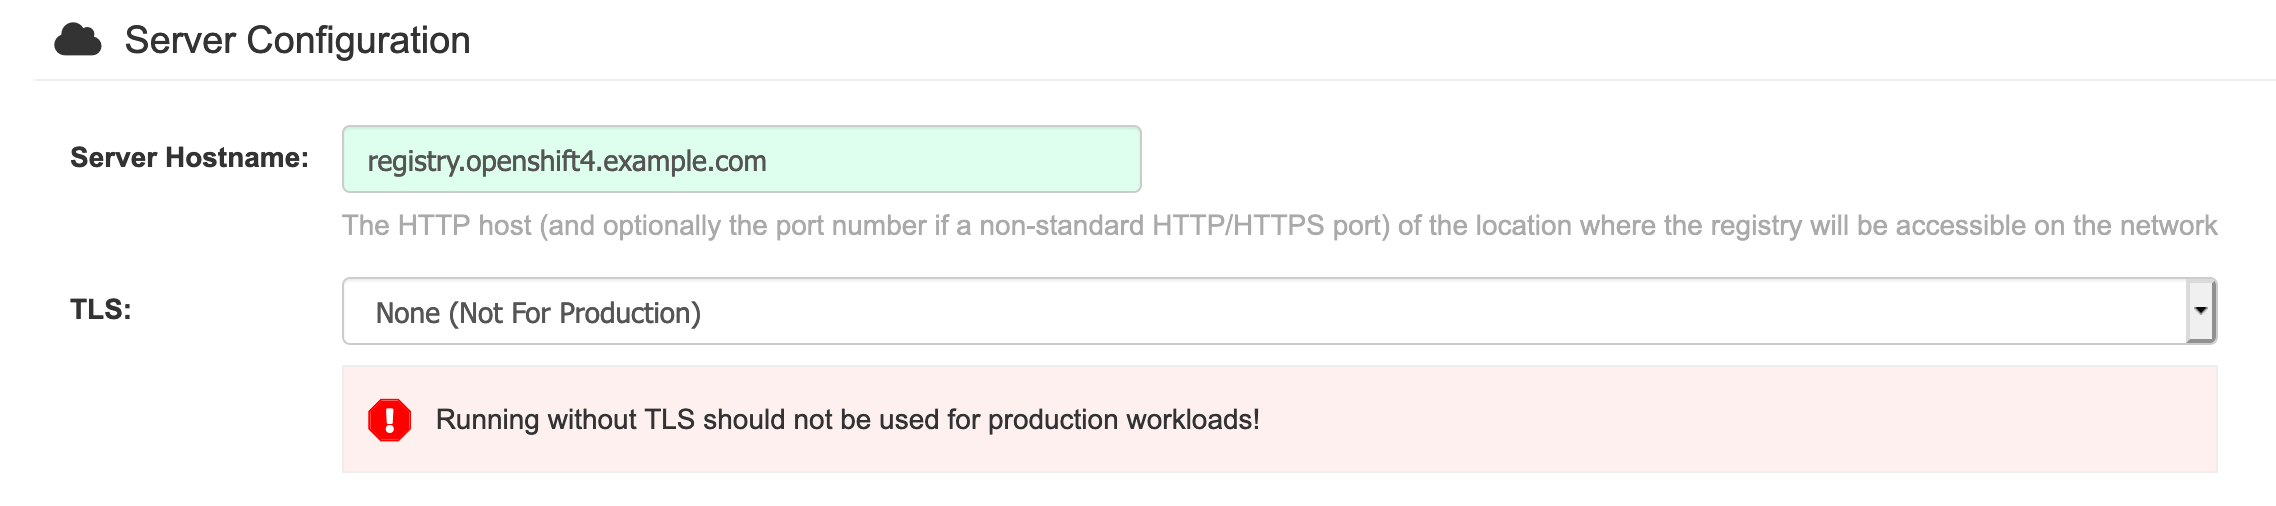 Server Configuration
Server Hostname:
registry.openshift4.example.com
The HTTP host (and optionally the port number if a non-standard HTTP/HTTPS port) of the location where the registry will be accessible on the network
TLS:
None (Not For Production)
Running without TLS should not be used for production workloads!